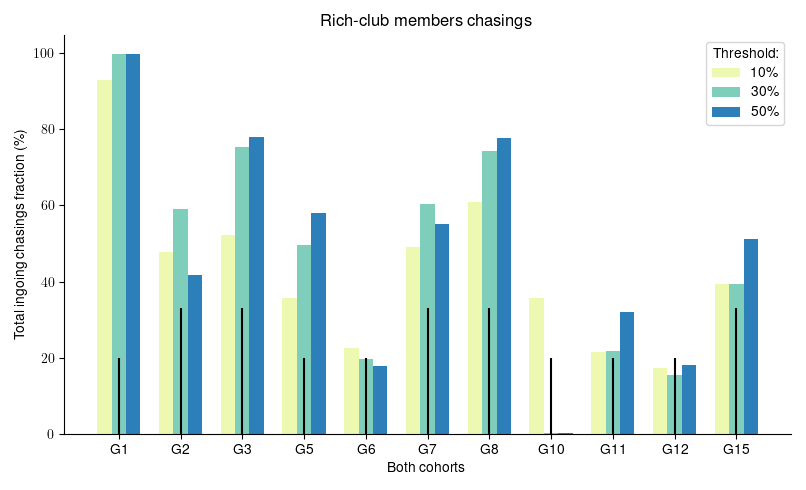 Rich-club members chasings
Total ingoing chasings fraction (%)
100
80
60
40
20
0
Threshold:
10%
30%
50%
G1 G2 G3 G5 G6 G7 G8 G10 G11 G12 G15
Both cohorts